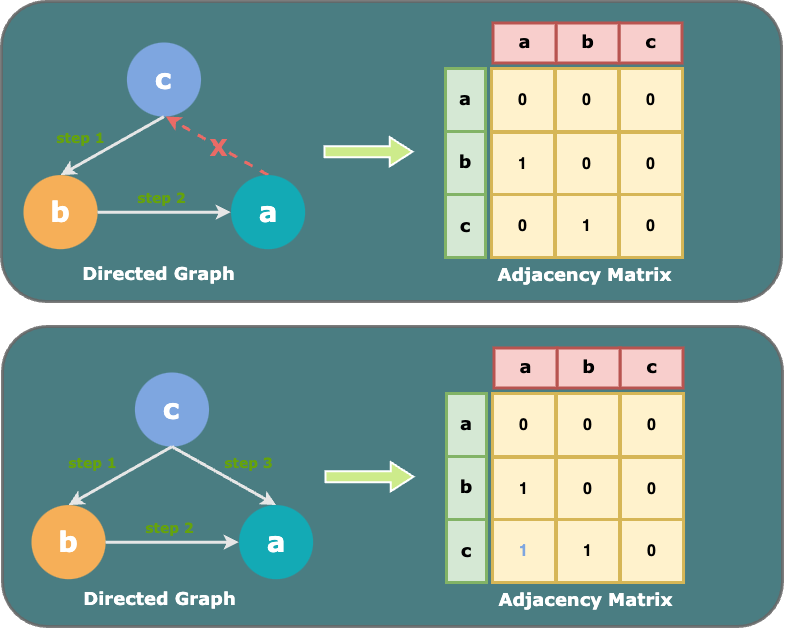 a b c
c
step 1
X
a 0 0 0
b 1 0 0
step 2
b
a
c 0 1 0
Directed Graph
Adjacency Matrix
a b c
c
a 0 0 0
step 1
step 3
b 1 0 0
step 2
b
a
c 1 1 0
Directed Graph
Adjacency Matrix